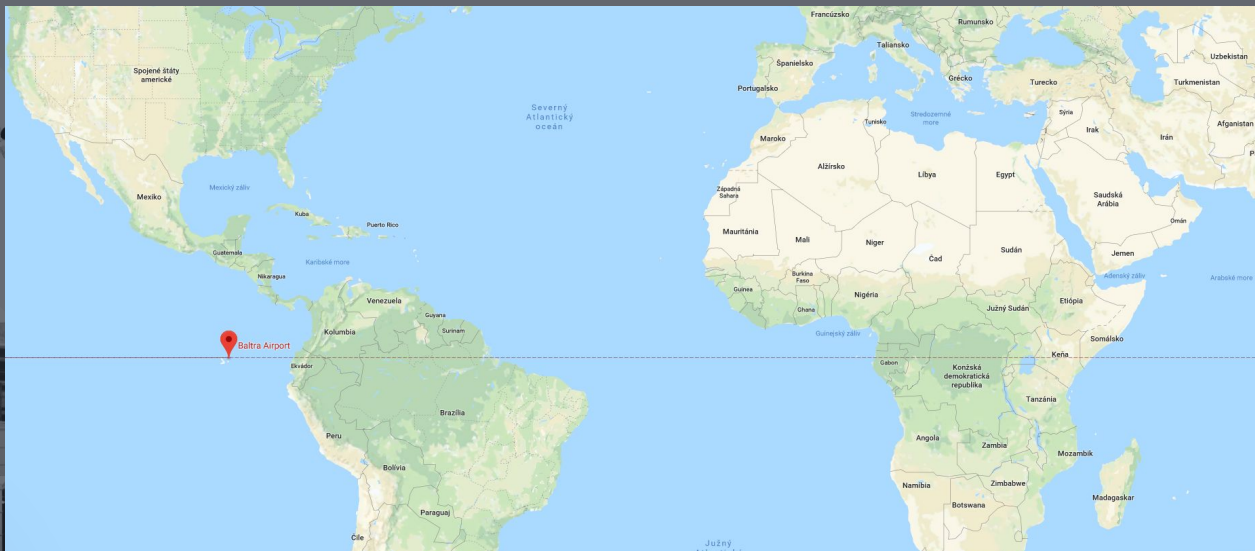 Francúzsko
Rumunsko
Taliansko
Uzbekistan
Španielsko
Spojené štáty
americké
Grécko
Turecko
Turkmenistan
Portugalsko
Severný
Atlantický
oceán
Stredozemné
more
Sýria
Tunisko
Afganistan
Irak
Irán
Maroko
Alžírsko
Líbya
Egypt
Mexický záliv
Mexiko
Západná
Sahara
Saudská
Arábia
Kuba
Puerto Rico
Omán
Mauritánia
Mali
Niger
Sudán
Guatemala
Čad
Jemen
Karibské more
Nikaragua
Burkina
Faso
Adenský záliv
Arabské more
Guinea
Nigéria
Venezuela
Etiópia
Južný Sudán
Ghana
Guyana
Kolumbia
Surinam
Guinejský záliv
Somálsko
Baltra Airport
Keňa
Ekvádor
Gabon
Konžská
demokratická
republika
Tanzánia
Brazília
Peru
Angola
Zambia
Mozambik
Bolívia
Namíbia
Zimbabwe
Madagaskar
Botswana
Paraguaj
Čile
Južný